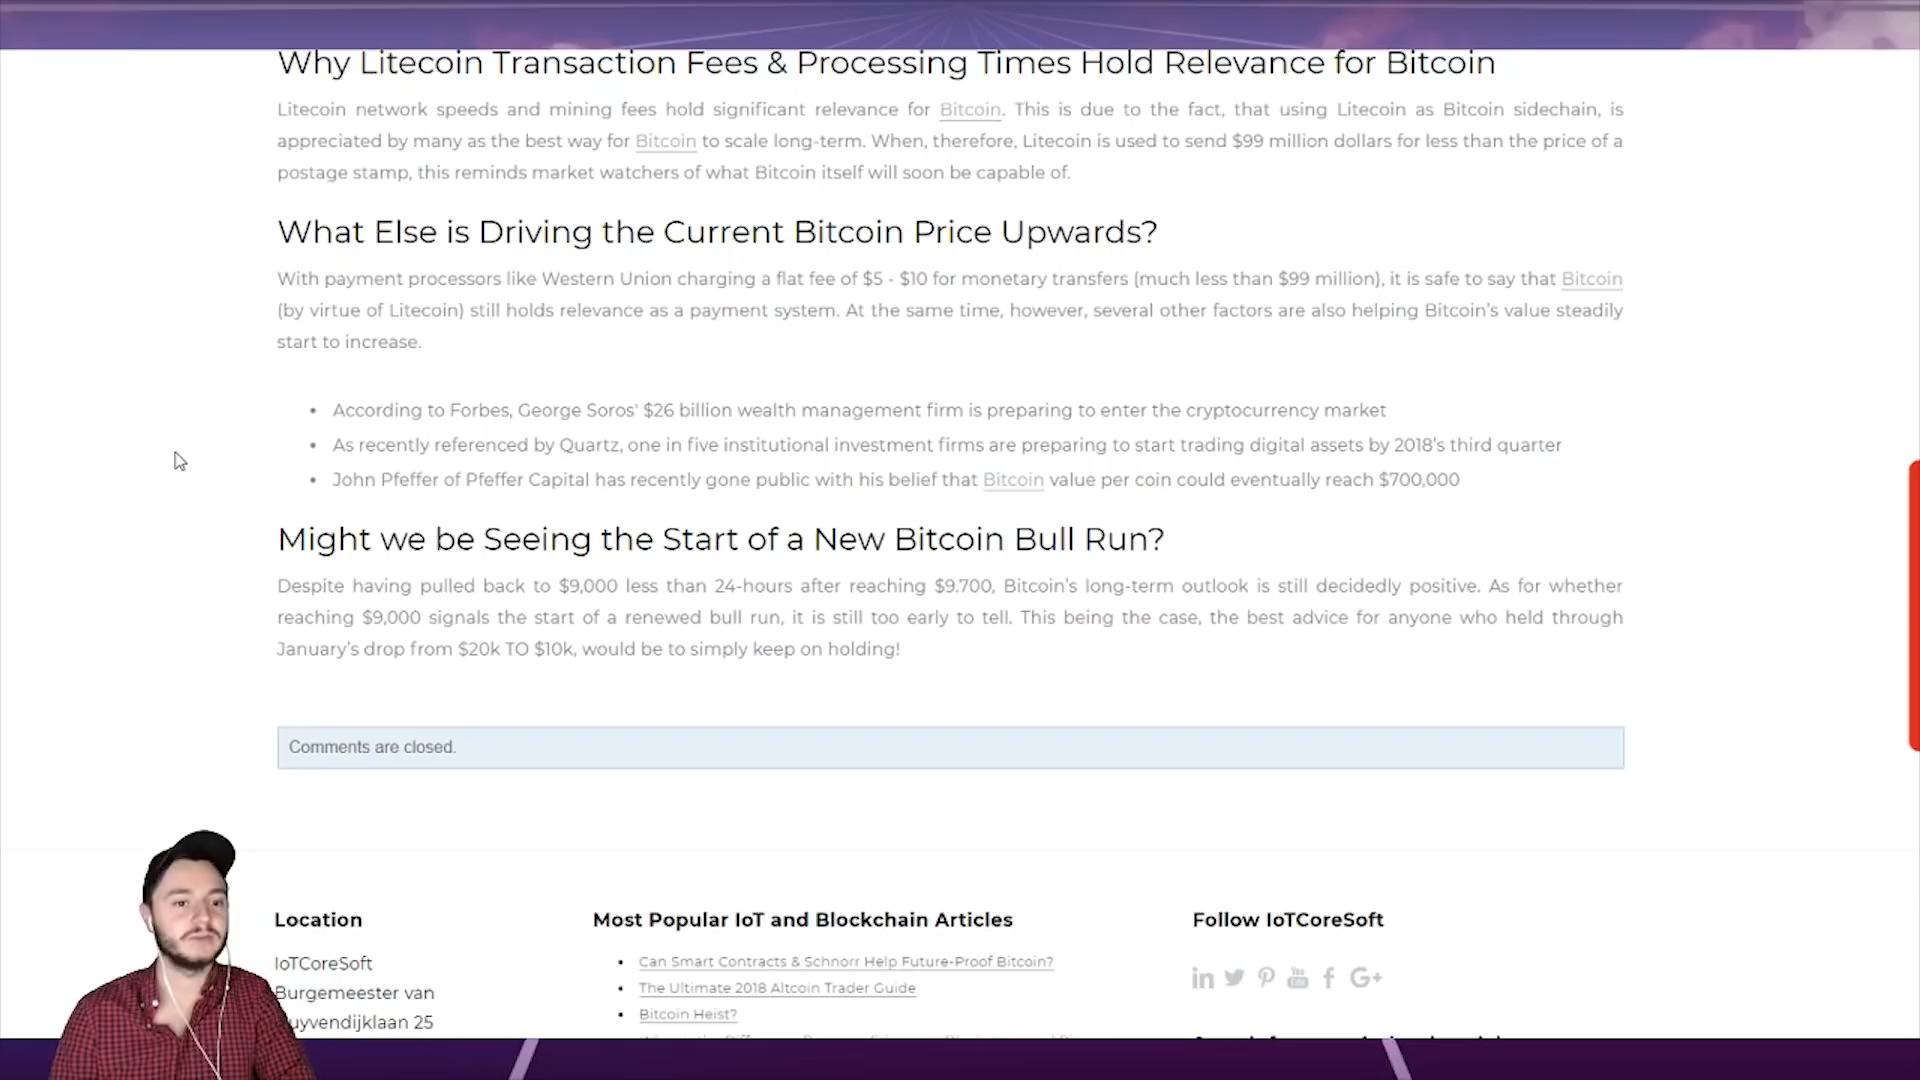 Why Litecoin Transaction Fees & Processing Times Hold Relevance for Bitcoin
Litecoin network speeds and mining fees hold significant relevance for Bitcoin. This is due to the fact, that using Litecoin as Bitcoin sidechain, is
appreciated by many as the best way for Bitcoin to scale long-term. When, therefore, Litecoin is used to send $99 million dollars for less than the price of a
postage stamp, this reminds market watchers of what Bitcoin itself will soon be capable of.
What Else is Driving the Current Bitcoin Price Upwards?
With payment processors like Western Union charging a flat fee of $5 - $10 for monetary transfers (much less than $99 million), it is safe to say that Bitcoin
(by virtue of Litecoin) still holds relevance as a payment system. At the same time, however, several other factors are also helping Bitcoin's value steadily
start to increase.
• According to Forbes, George Soros' $26 billion wealth management firm is preparing to enter the cryptocurrency market
• As recently referenced by Quartz, one in five institutional investment firms are preparing to start trading digital assets by 2018's third quarter
• John Pfeffer of Pfeffer Capital has recently gone public with his belief that Bitcoin value per coin could eventually reach $700,000
Might we be Seeing the Start of a New Bitcoin Bull Run?
Despite having pulled back to $9,000 less than 24-hours after reaching $9.700, Bitcoin's long-term outlook is still decidedly positive. As for whether
reaching $9,000 signals the start of a renewed bull run, it is still too early to tell. This being the case, the best advice for anyone who held through
January's drop from $20k TO $10k, would be to simply keep on holding!
Comments are closed.
Location
IoTCoreSoft
Burgemeester van
25
Most Popular IoT and Blockchain Articles
• Can Smart Contracts & Schnorr Help Future-Proof Bitcoin?
• The Ultimate 2018 Altcoin Trader Guide
• Bitcoin Heist?
Follow IoTCoreSoft
in You Tube f G+